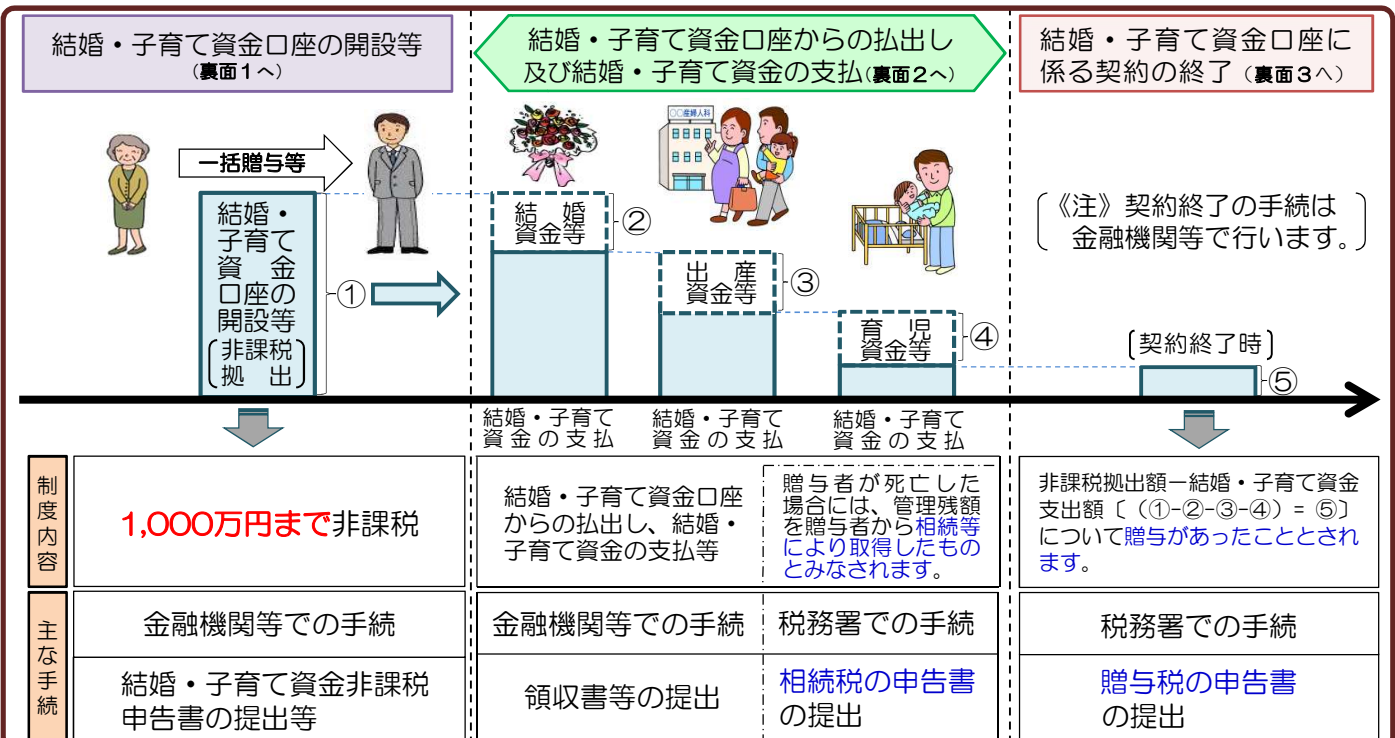 結婚・子育て資金口座の開設等
（裏面１へ）
結婚・子育て資金口座からの払出し
及び結婚・子育て資金の支払(裏面２へ)
結婚・子育て資金口座に
係る契約の終了（裏面３へ）
一括贈与等
結婚・
子育て
資　金
口座の
開設等
〔非課税
拠　出〕
①
結　婚
資金等
②
〇〇産婦人科
出　産
資金等
③
育　児
資金等
④
《注》契約終了の手続は
金融機関等で行います。
〔契約終了時〕
⑤
結婚・子育て
資金の支払
結婚・子育て
資金の支払
結婚・子育て
資金の支払
制度内容
1,000万円まで非課税
結婚・子育て資金口座
からの払出し、結婚・
子育て資金の支払等
贈与者が死亡した
場合には、管理残額
を贈与者から相続等
により取得したもの
とみなされます。
非課税拠出額－結婚・子育て資金
支出額〔（①-②-③-④）= ⑤〕
について贈与があったこととされ
ます。
主な手続
金融機関等での手続
金融機関等での手続
税務署での手続
税務署での手続
結婚・子育て資金非課税
申告書の提出等
領収書等の提出
相続税の申告書
の提出
贈与税の申告書
の提出